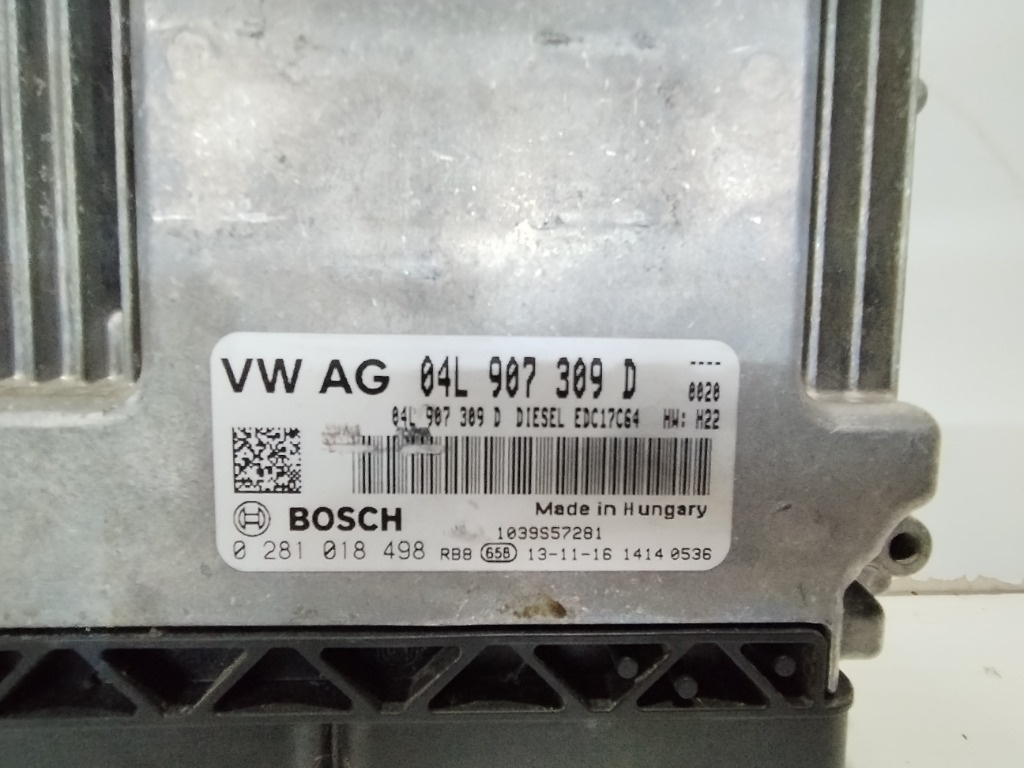 VW AG 04L 907 309 D ----
0020
04L 907 309 D DIESEL EDC17C64 HW: H22
Made in Hungary
BOSCH
1039S57281
0 281 018 498 RB8 658 13-11-16 1414 0536